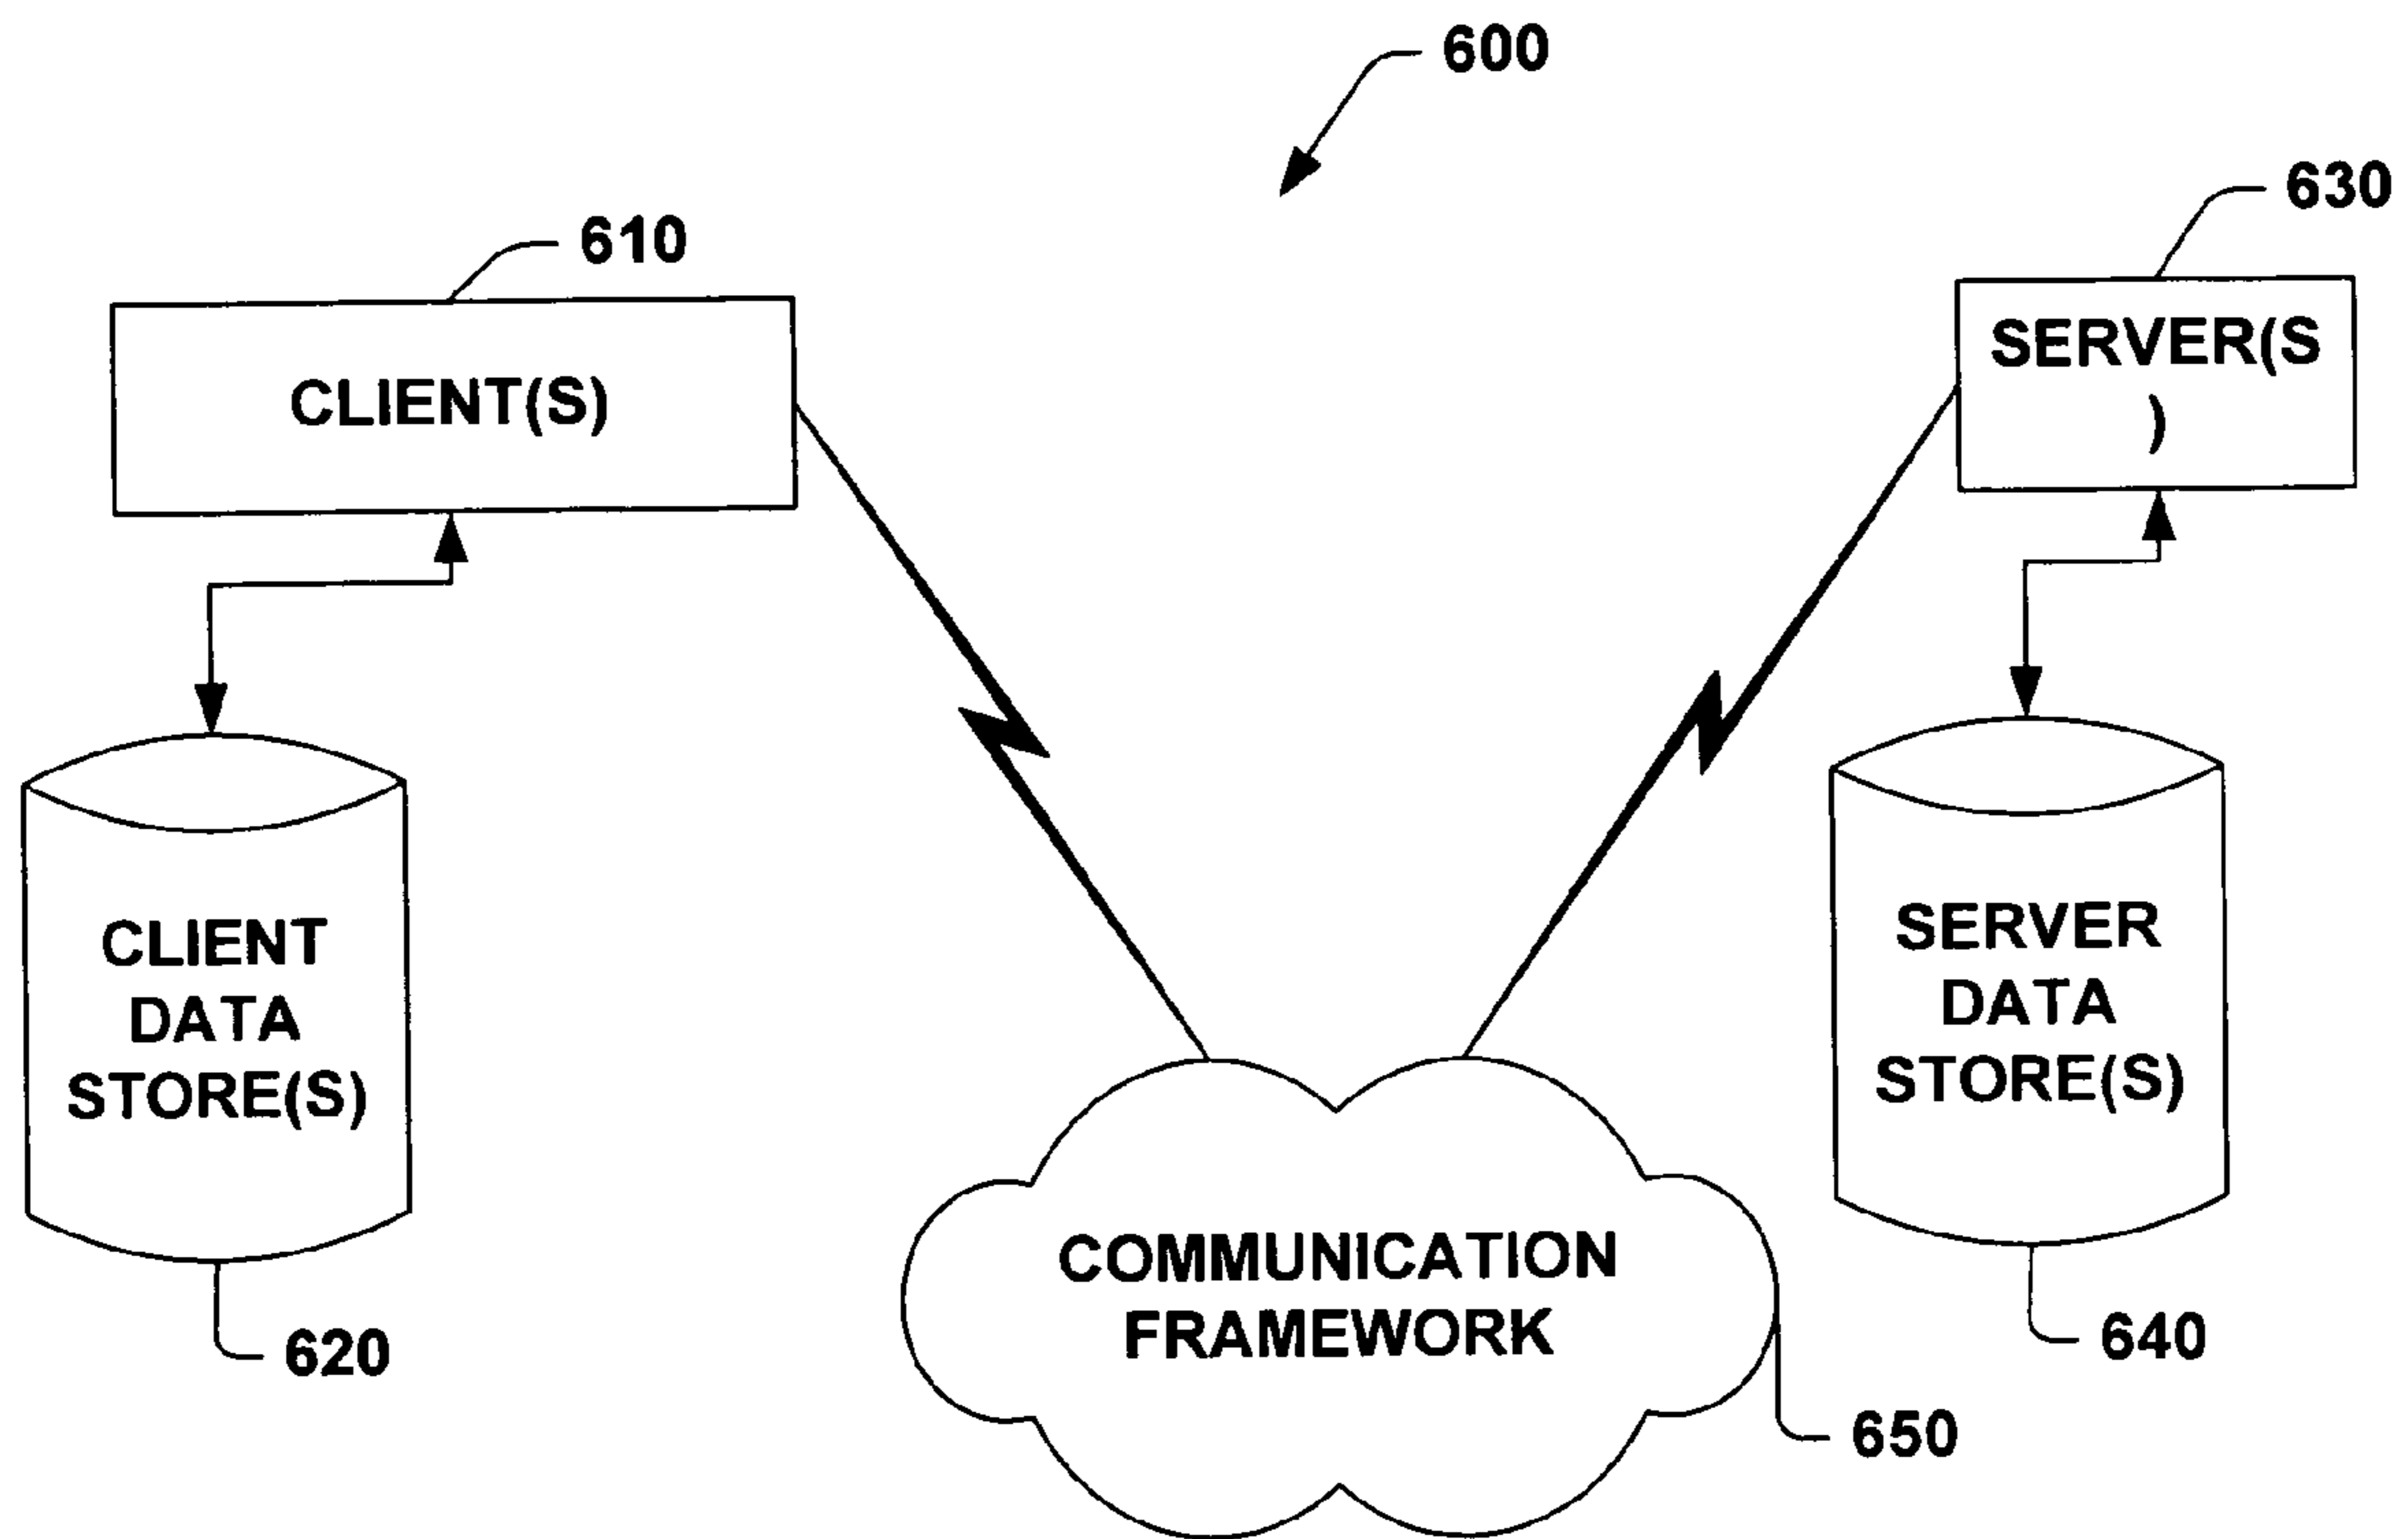 600
610
630
CLIENT(S)
SERVER(S
)
CLIENT
DATA
STORE(S)
SERVER
DATA
STORE(S)
COMMUNICATION
FRAMEWORK
620
640
650